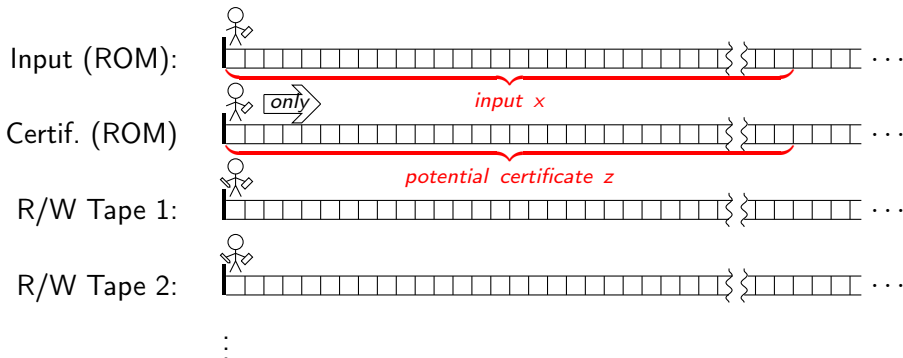 Input (ROM):
· · ·
input x
only
Certif. (ROM)
· · ·
potential certificate z
R/W Tape 1:
· · ·
R/W Tape 2:
· · ·
⋮